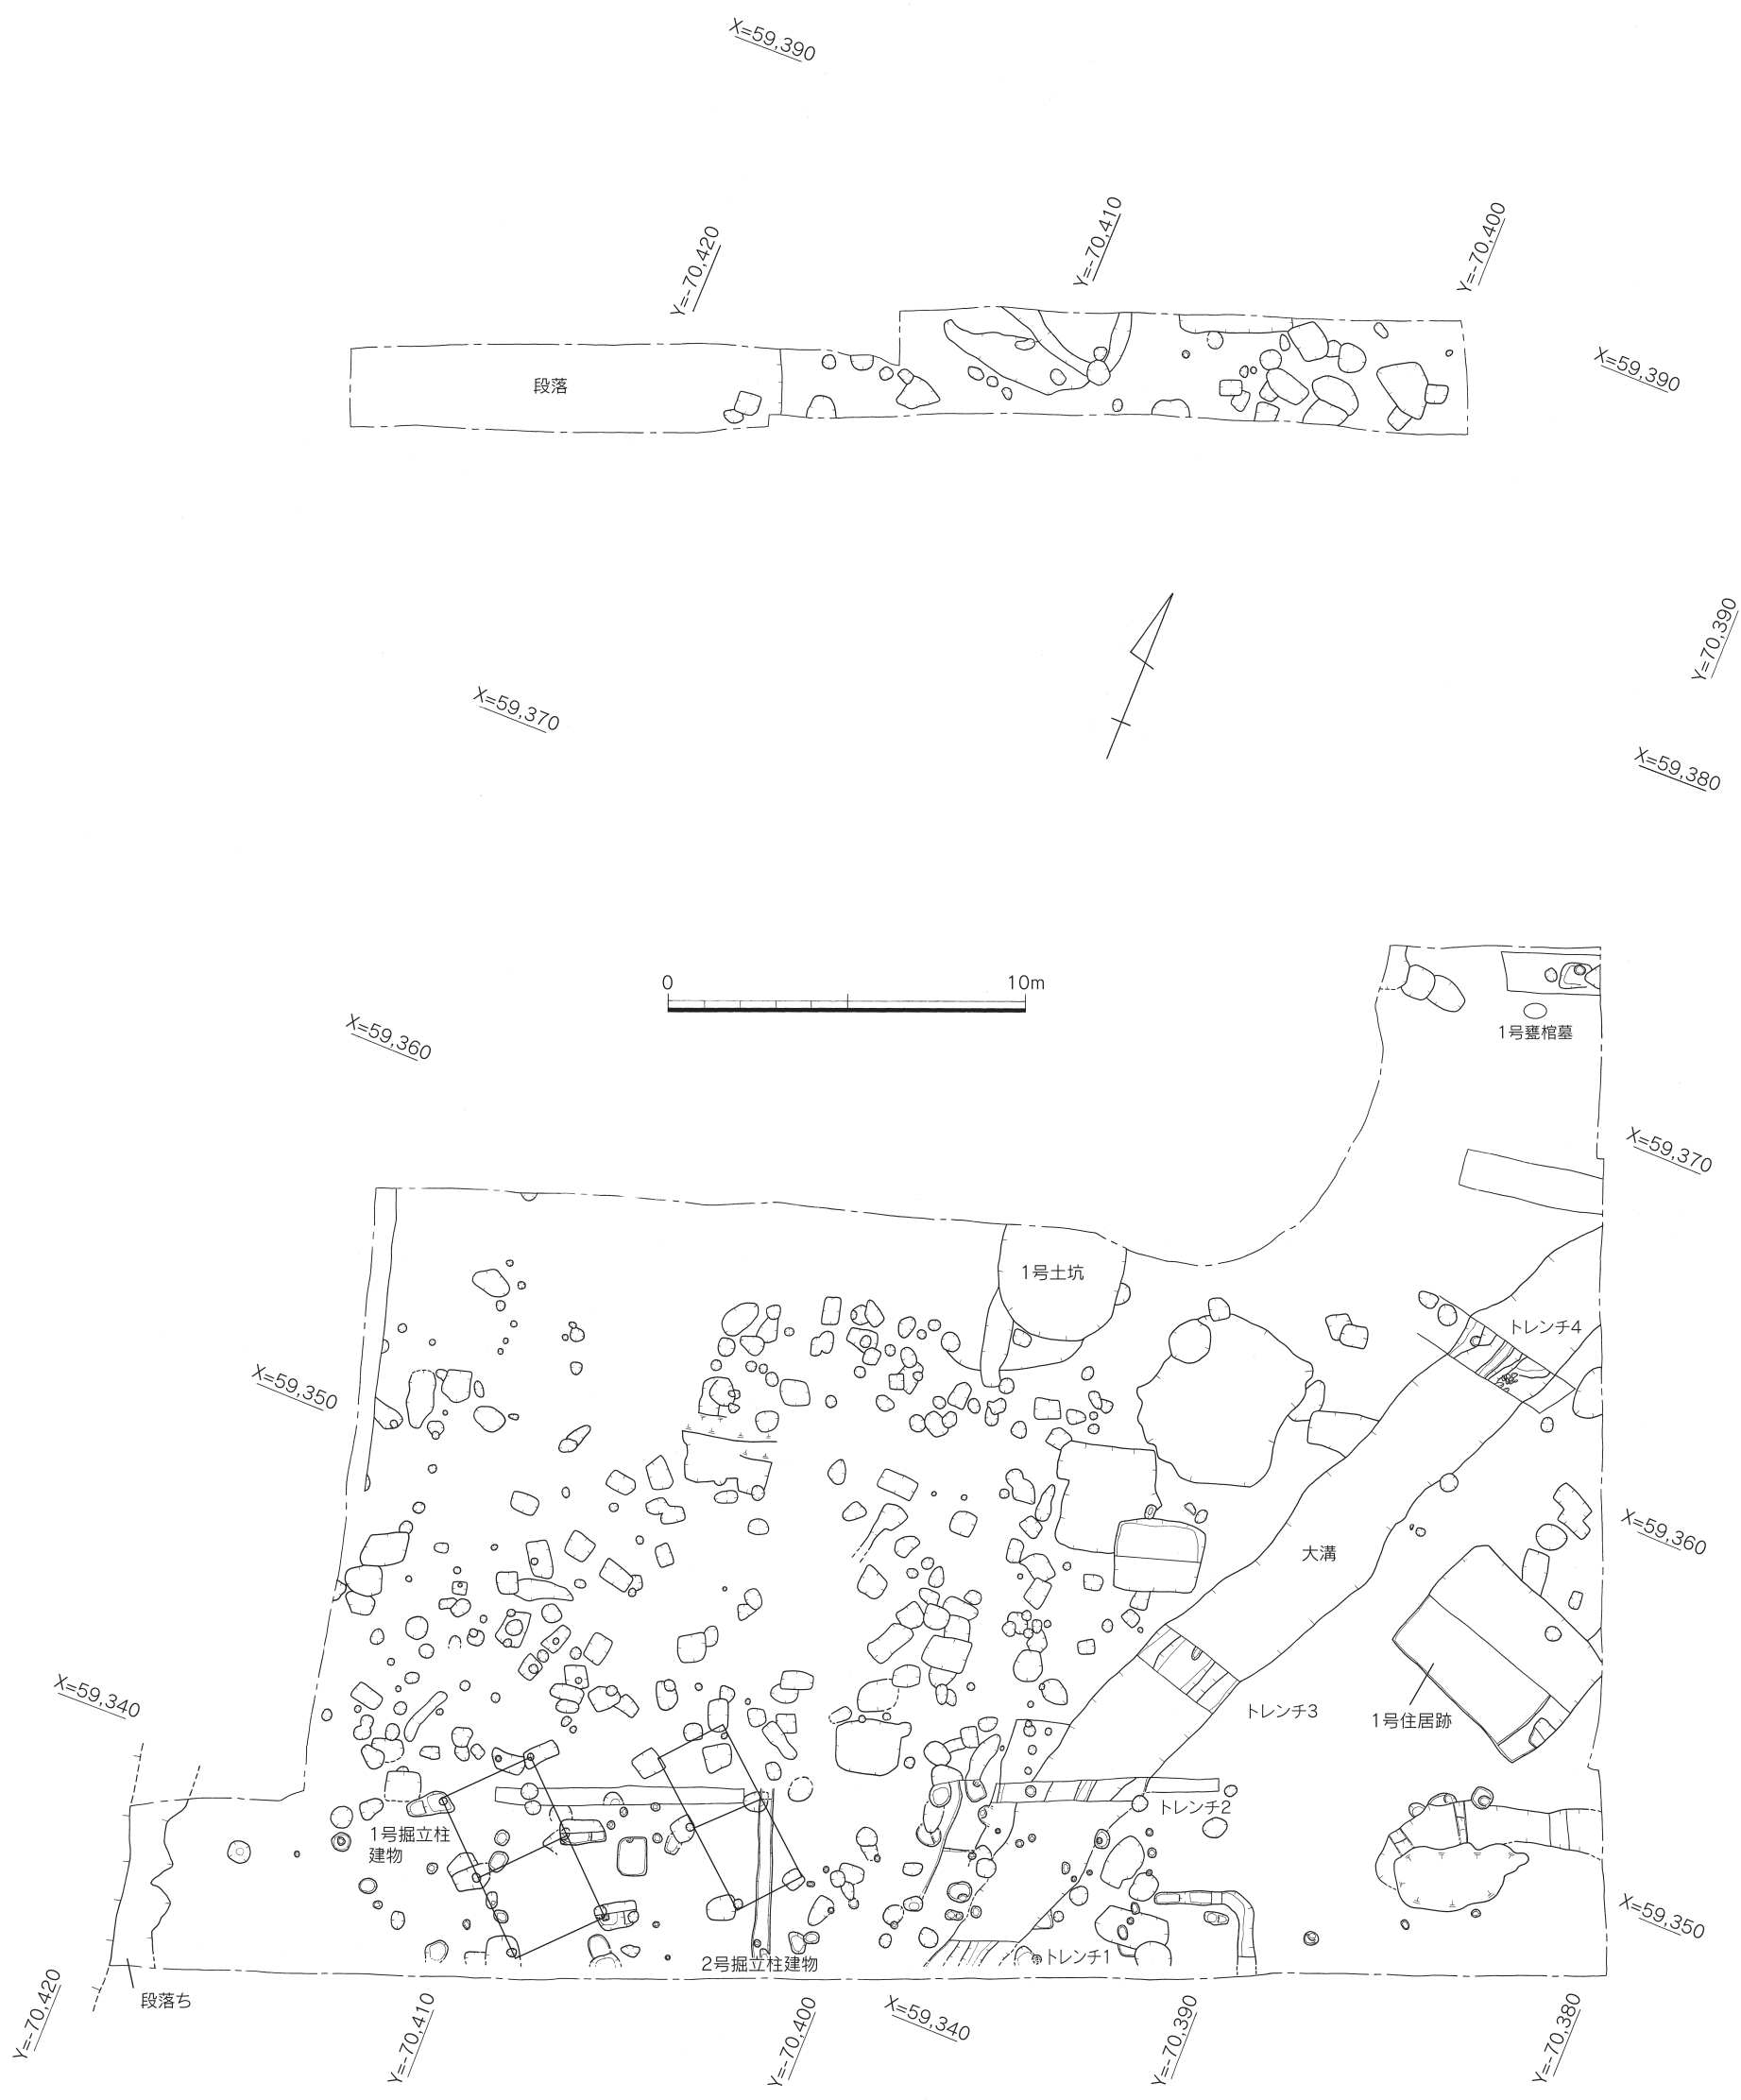 X=59,390
Y=-70,420
Y=-70,410
Y=-70,400
X=59,390
段落
Y=70,390
X=59,370
X=59,380
0
10m
X=59,360
1号甕棺墓
X=59,370
1号土坑
トレンチ4
X=59,350
X=59,360
大溝
X=59,340
トレンチ3
1号住居跡
トレンチ2
1号掘立柱
建物
X=59,350
トレンチ1
2号掘立柱建物
段落ち
Y=-70,420
Y=-70,410
Y=-70,400
X=59,340
Y=-70,390
Y=-70,380